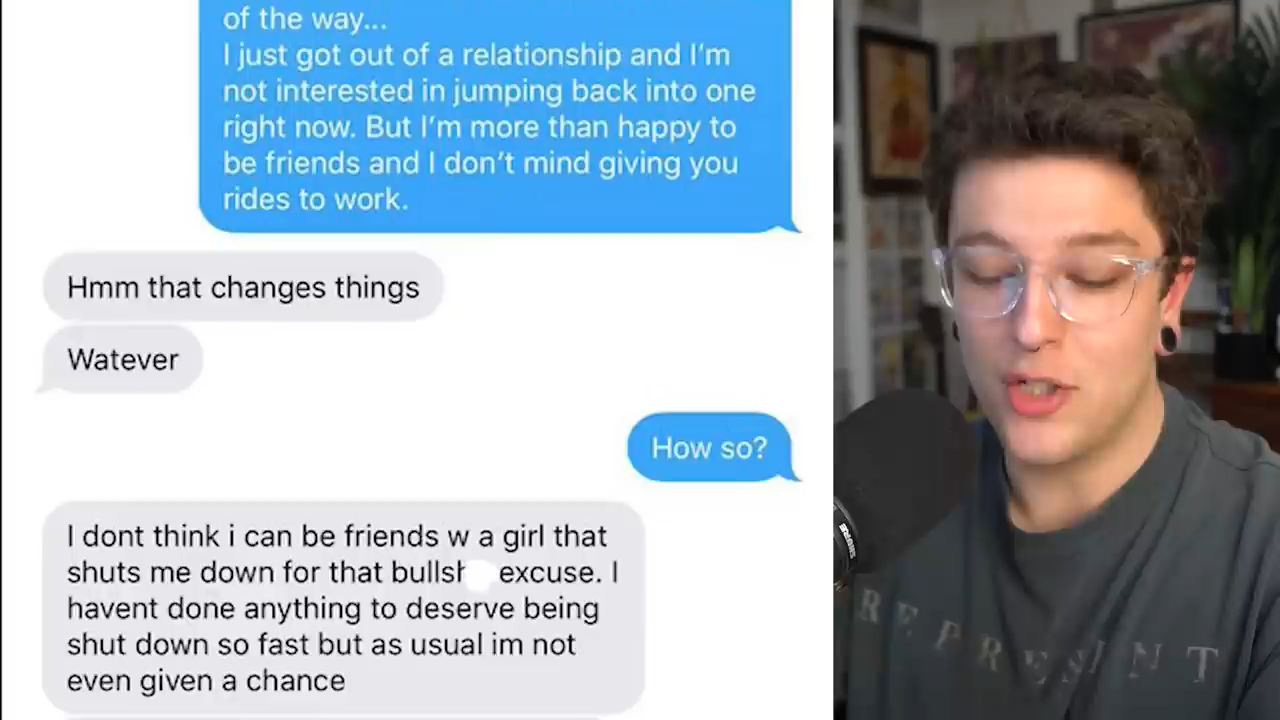 of the way...
I just got out of a relationship and I'm
not interested in jumping back into one
right now. But I'm more than happy to
be friends and I don't mind giving you
rides to work.
Hmm that changes things
Watever
How so?
I dont think i can be friends w a girl that
shuts me down for that bullsh excuse. I
havent done anything to deserve being
shut down so fast but as usual im not
even given a chance
SHURE
REPRESENT